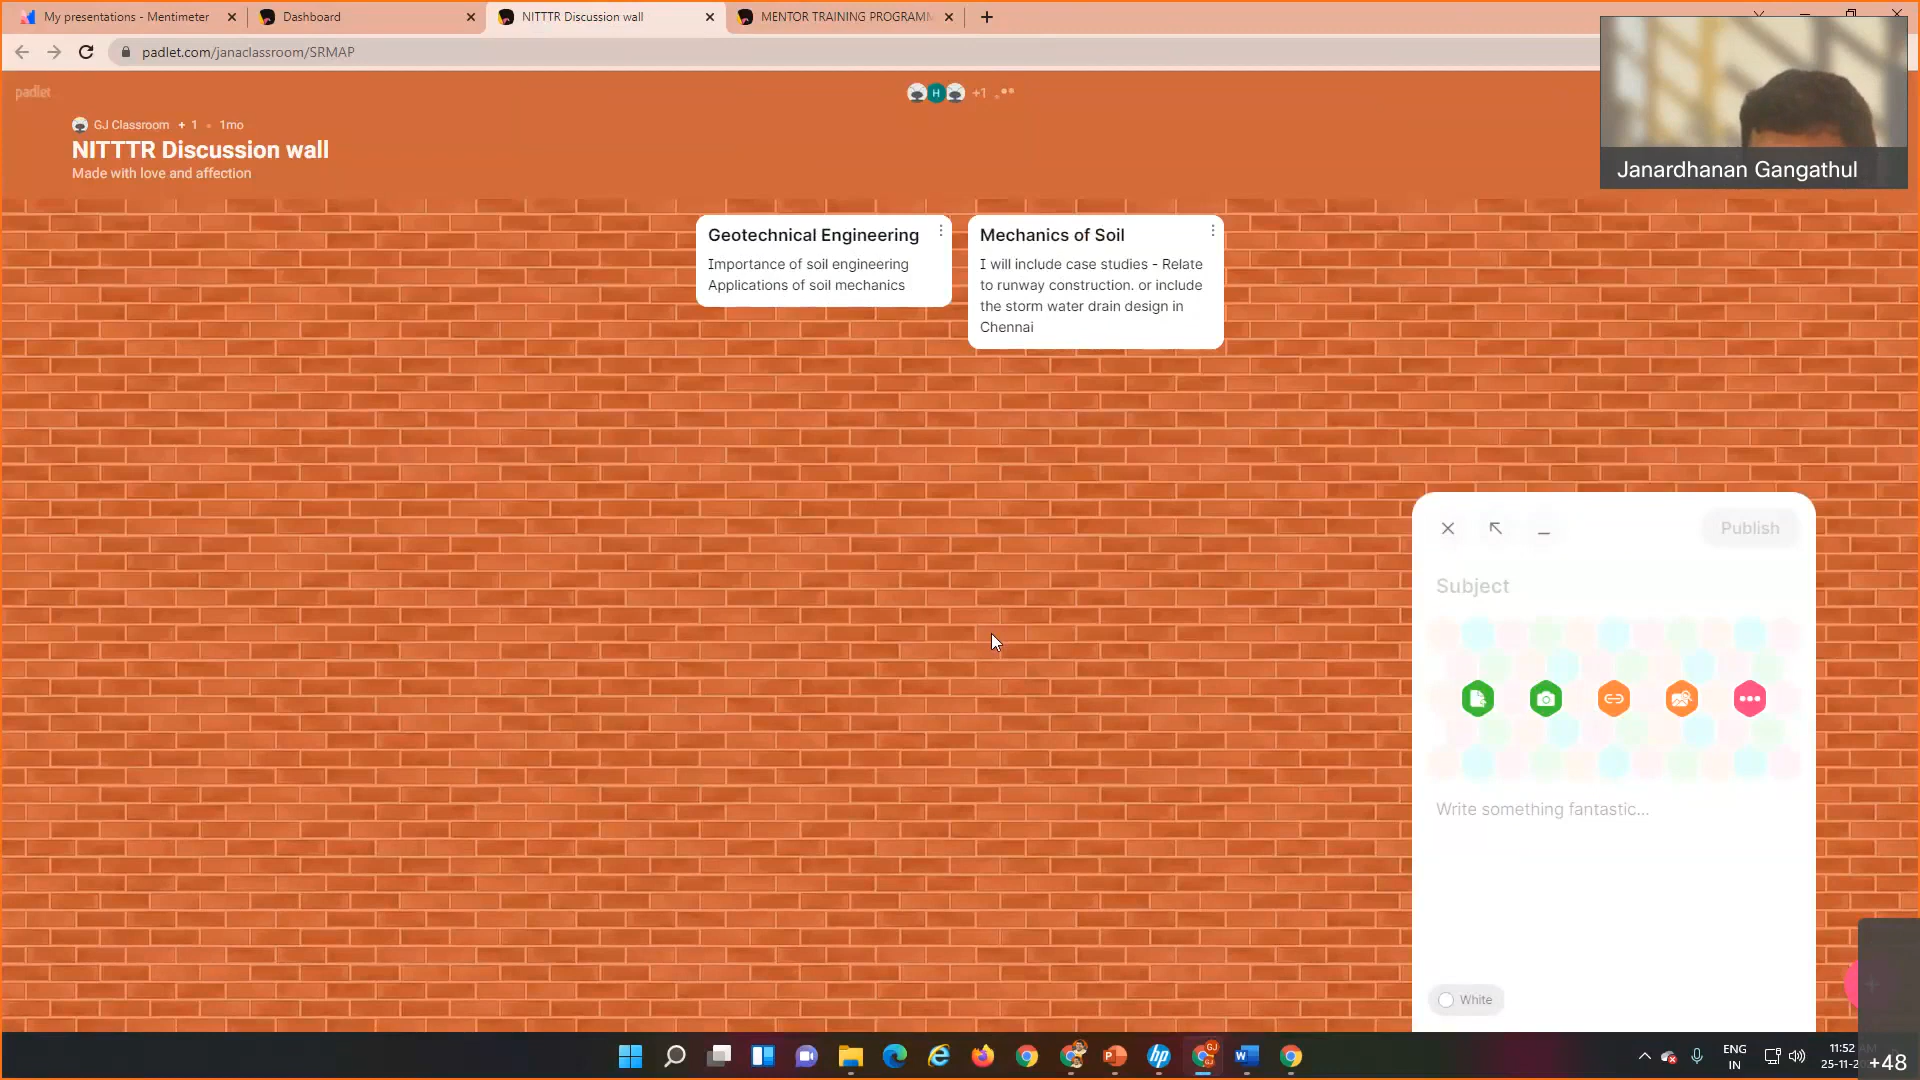 My presentations - Mentimeter
Dashboard
NITTTR Discussion wall
MENTOR TRAINING PROGRAM
padlet.com/janaclassroom/SRMAP
padlet
H
+1
GJ Classroom + 1 • 1mo
NITTTR Discussion wall
Made with love and affection
Janardhanan Gangathul
Geotechnical Engineering
Importance of soil engineering
Applications of soil mechanics
Mechanics of Soil
I will include case studies - Relate
to runway construction. or include
the storm water drain design in
Chennai
Publish
Subject
Write something fantastic...
White
GJ
ENG
IN
11:52
25-11-2
+48